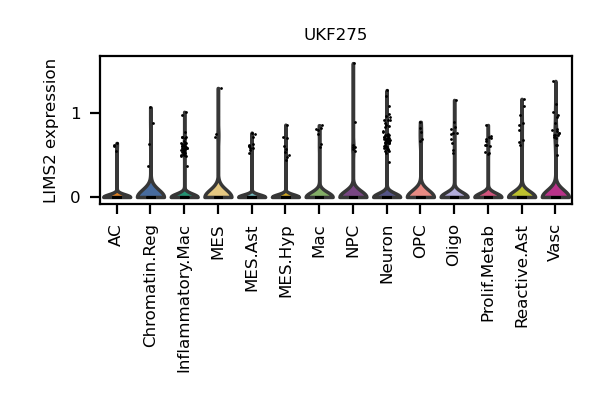 UKF275
LIMS2 expression
1
0
AC
Chromatin.Reg
Inflammatory.Mac
MES
MES.Ast
MES.Hyp
Mac
NPC
Neuron
OPC
Oligo
Prolif.Metab
Reactive.Ast
Vasc